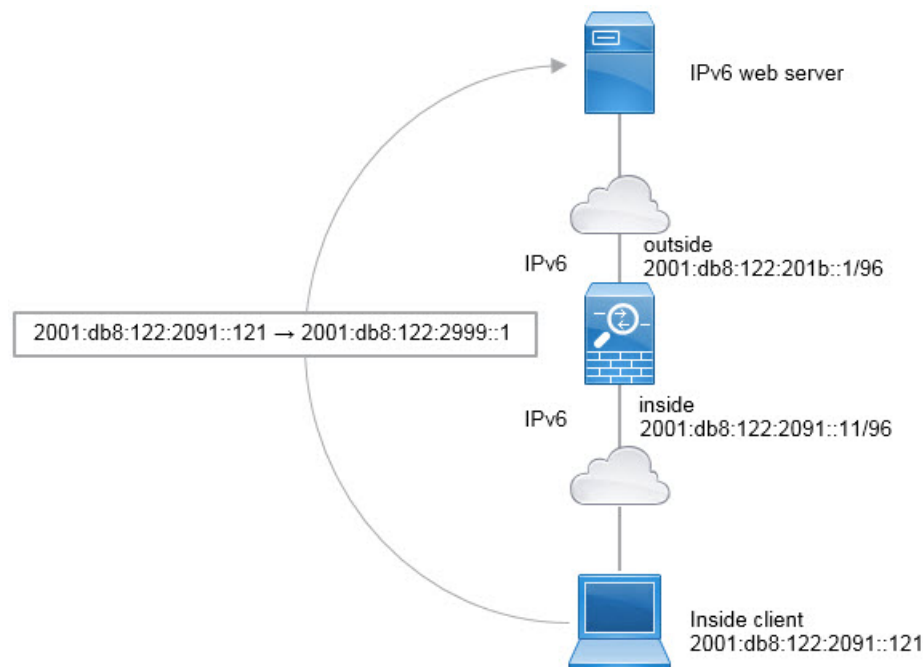 IPv6 web server
outside
IPv6
2001:db8:122:201b::1/96
2001:db8:122:2091::121 → 2001:db8:122:2999::1
inside
IPv6
2001:db8:122:2091::11/96
Inside client
2001:db8:122:2091::121